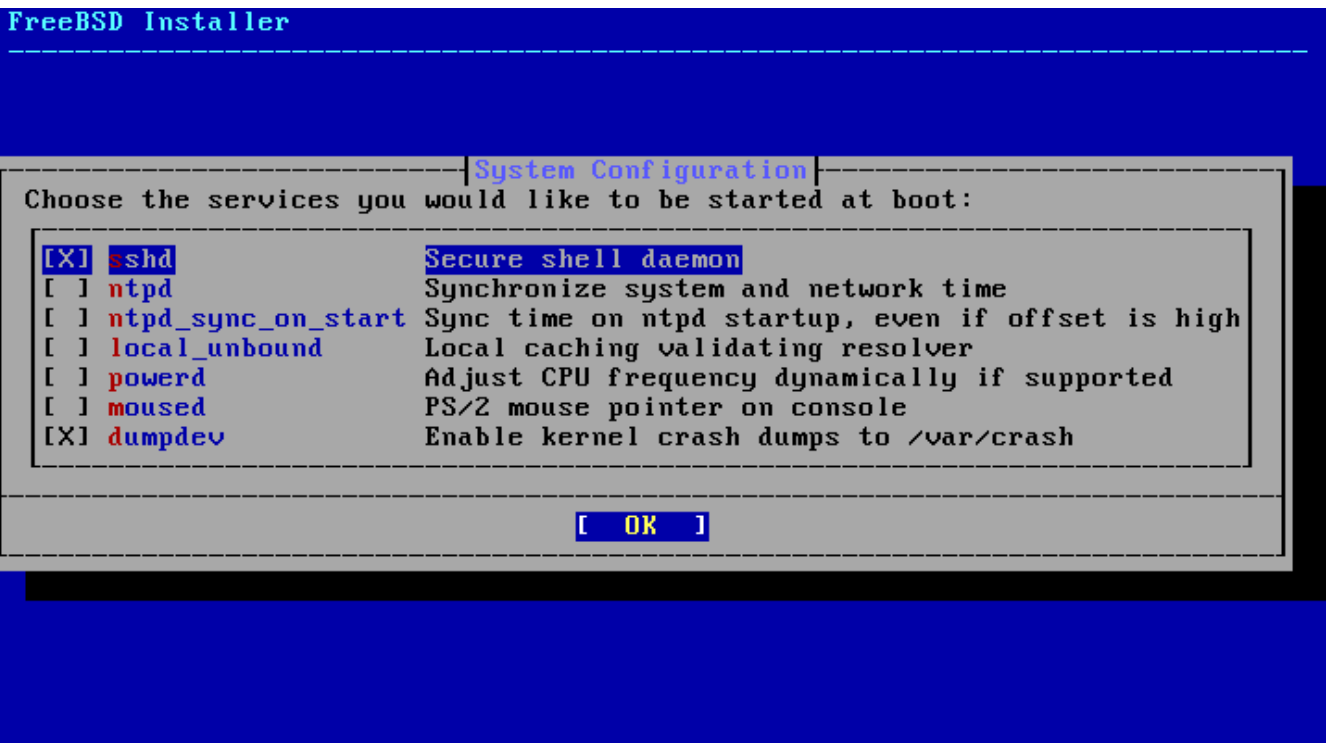 FreeBSD Installer
System Configuration
Choose the services you would like to be started at boot:
[X] sshd Secure shell daemon
[ ] ntpd Synchronize system and network time
[ ] ntpd_sync_on_start Sync time on ntpd startup, even if offset is high
[ ] local_unbound Local caching validating resolver
[ ] powerd Adjust CPU frequency dynamically if supported
[ ] moused PS/2 mouse pointer on console
[X] dumpdev Enable kernel crash dumps to /var/crash
[ OK ]